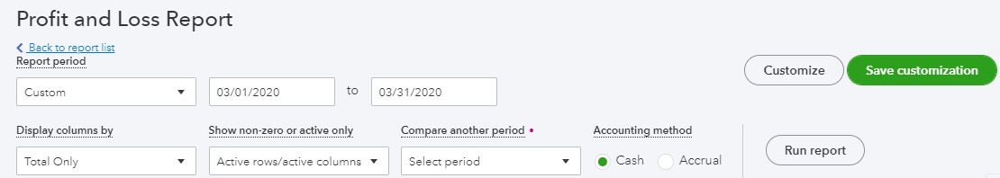 Profit and Loss Report
Back to report list
Report period
Custom 03/01/2020 to 03/31/2020
Customize Save customization
Display columns by Show non-zero or active only Compare another period Accounting method
Total Only Active rows/active columns Select period Cash Accrual
Run report